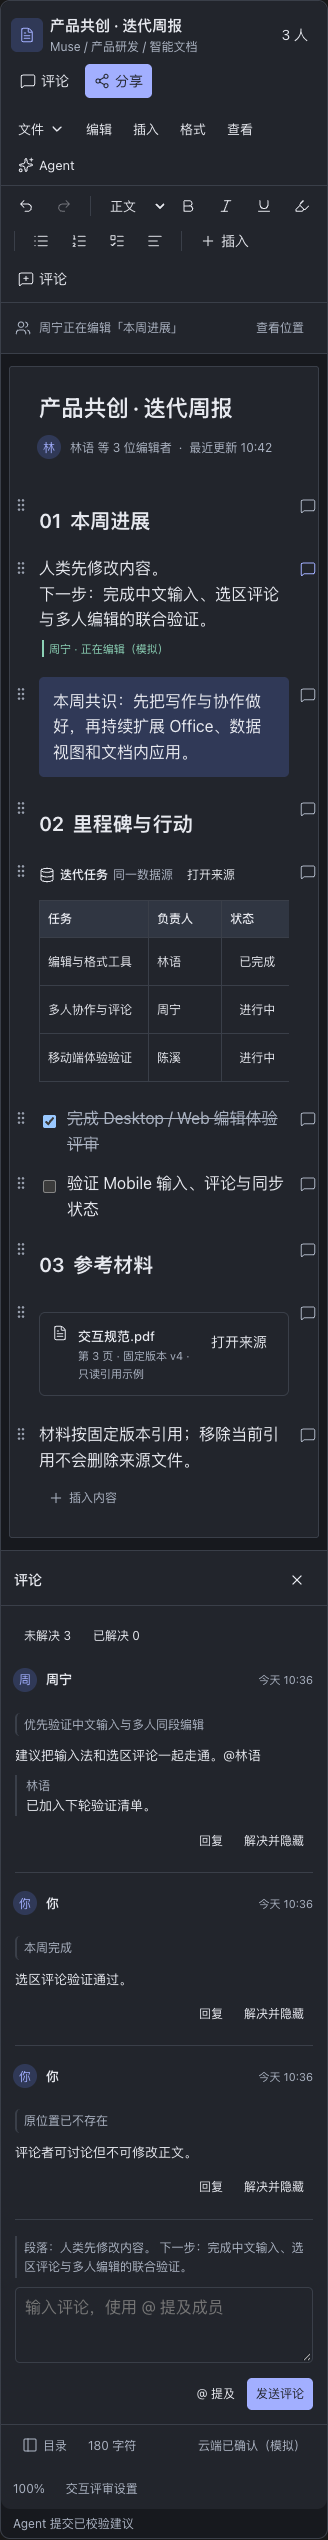 产品共创 · 迭代周报
Muse / 产品研发 / 智能文档
3 人
评论
分享
文件 编辑 插入 格式 查看
Agent
正文 B I U
插入
评论
周宁正在编辑「本周进展」 查看位置
产品共创 · 迭代周报
林 林语 等 3 位编辑者 · 最近更新 10:42
01 本周进展
人类先修改内容。
下一步：完成中文输入、选区评论
与多人编辑的联合验证。
周宁 · 正在编辑（模拟）
本周共识：先把写作与协作做
好，再持续扩展 Office、数据
视图和文档内应用。
02 里程碑与行动
迭代任务 同一数据源 打开来源
任务 负责人 状态
编辑与格式工具 林语 已完成
多人协作与评论 周宁 进行中
移动端体验验证 陈溪 进行中
完成 Desktop / Web 编辑体验
评审
验证 Mobile 输入、评论与同步
状态
03 参考材料
交互规范.pdf
第 3 页 · 固定版本 v4 ·
只读引用示例
打开来源
材料按固定版本引用；移除当前引
用不会删除来源文件。
插入内容
评论
未解决 3 已解决 0
周 周宁 今天 10:36
优先验证中文输入与多人同段编辑
建议把输入法和选区评论一起走通。@林语
林语
已加入下轮验证清单。
回复 解决并隐藏
你 你 今天 10:36
本周完成
选区评论验证通过。
回复 解决并隐藏
你 你 今天 10:36
原位置已不存在
评论者可讨论但不可修改正文。
回复 解决并隐藏
段落：人类先修改内容。 下一步：完成中文输入、选
区评论与多人编辑的联合验证。
输入评论，使用 @ 提及成员
@ 提及 发送评论
目录 180 字符 云端已确认（模拟）
100% 交互评审设置
Agent 提交已校验建议